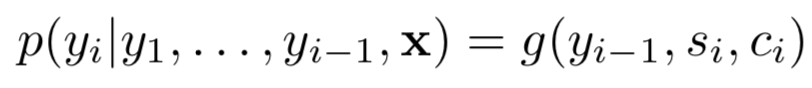 p(y_i|y_1, . . . , y_{i−1}, x) = g(y_{i−1}, s_i, c_i)